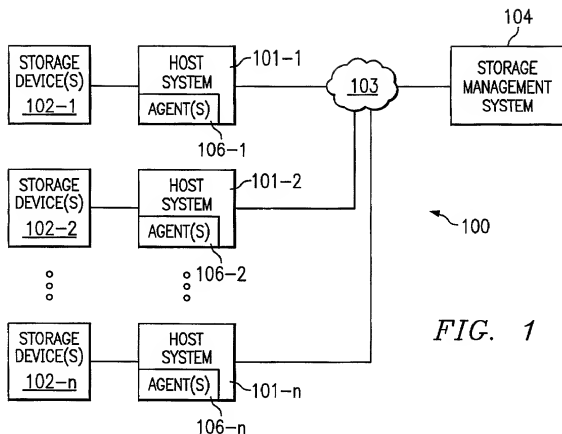 104
STORAGE
DEVICE(S)
102-1
HOST
SYSTEM
AGENT(S)
101-1
106-1
103
STORAGE
MANAGEMENT
SYSTEM
STORAGE
DEVICE(S)
102-2
HOST
SYSTEM
AGENT(S)
101-2
106-2
100
STORAGE
DEVICE(S)
102-n
HOST
SYSTEM
AGENT(S)
101-n
106-n
FIG. 1